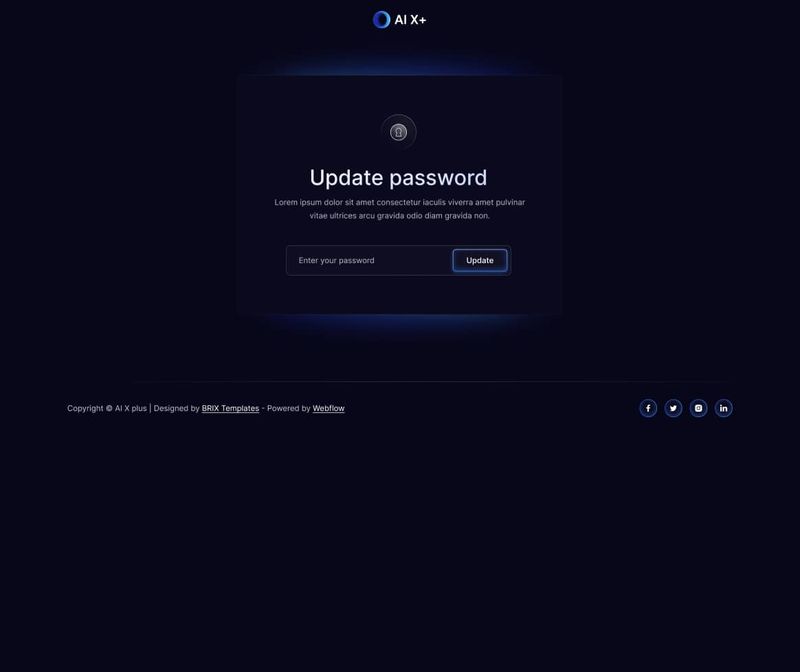 AI X+
Update password
Lorem ipsum dolor sit amet consectetur iaculis viverra amet pulvinar
vitae ultrices arcu gravida odio diam gravida non.
Enter your password
Update
Copyright © AI X plus | Designed by BRIX Templates - Powered by Webflow